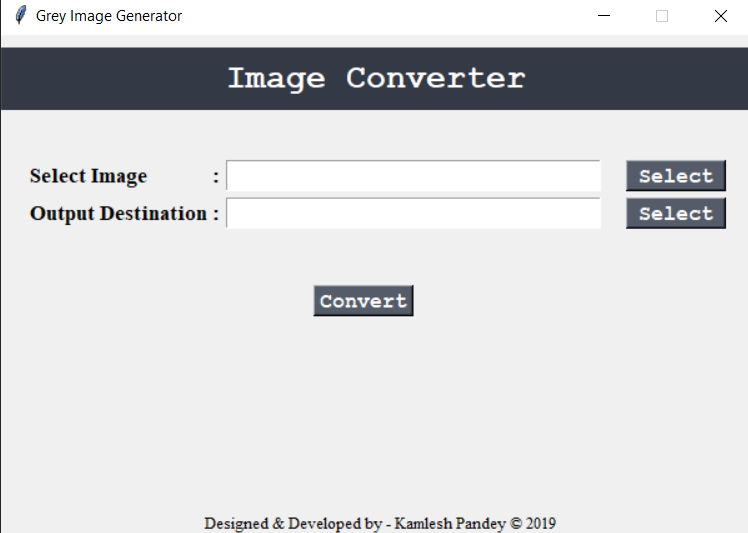 Grey Image Generator
Image Converter
Select Image : Select
Output Destination : Select
Convert
Designed & Developed by - Kamlesh Pandey © 2019